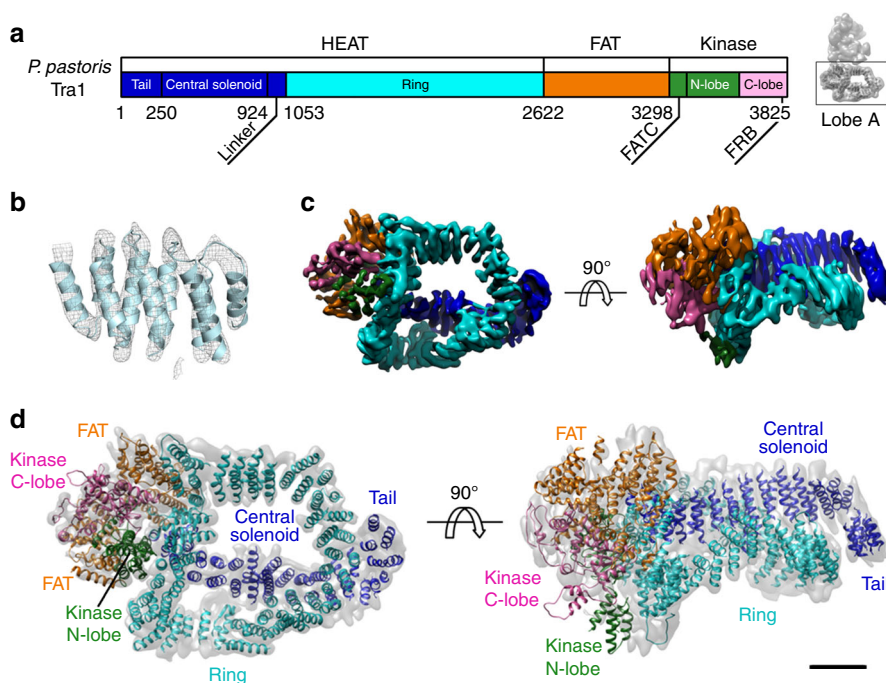 a
HEAT FAT Kinase
P. pastoris
Tra1
Tail Central solenoid Ring N-lobe C-lobe
1 250 924 1053 2622 3298 3825
Linker FATC FRB
Lobe A
b
c
90°
d
FAT
Kinase
C-lobe
FAT
Kinase
N-lobe
Central
solenoid
Tail
Ring
90°
FAT
Central
solenoid
Kinase
C-lobe
Kinase
N-lobe
Ring
Tail